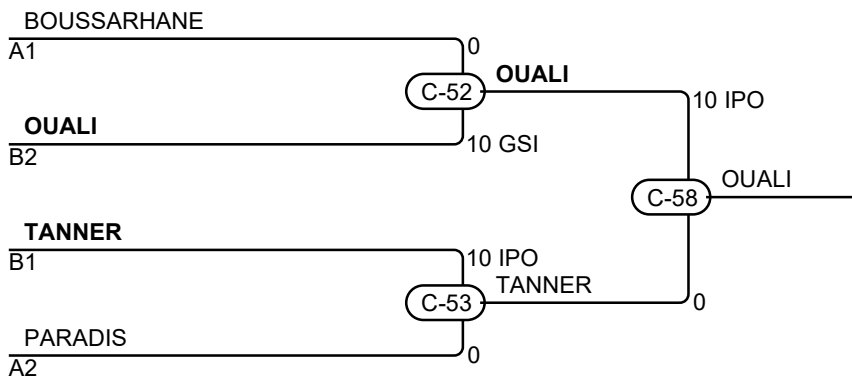 BOUSSARHANE
A1
0
C-52
OUALI
10 IPO
OUALI
B2
10 GSI
C-58
OUALI
TANNER
B1
10 IPO
C-53
TANNER
0
PARADIS
A2
0